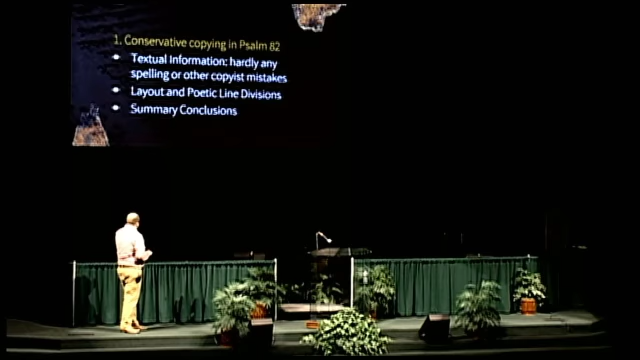 1. Conservative copying in Psalm 82
Textual Information: hardly any
spelling or other copyist mistakes
Layout and Poetic Line Divisions
Summary Conclusions